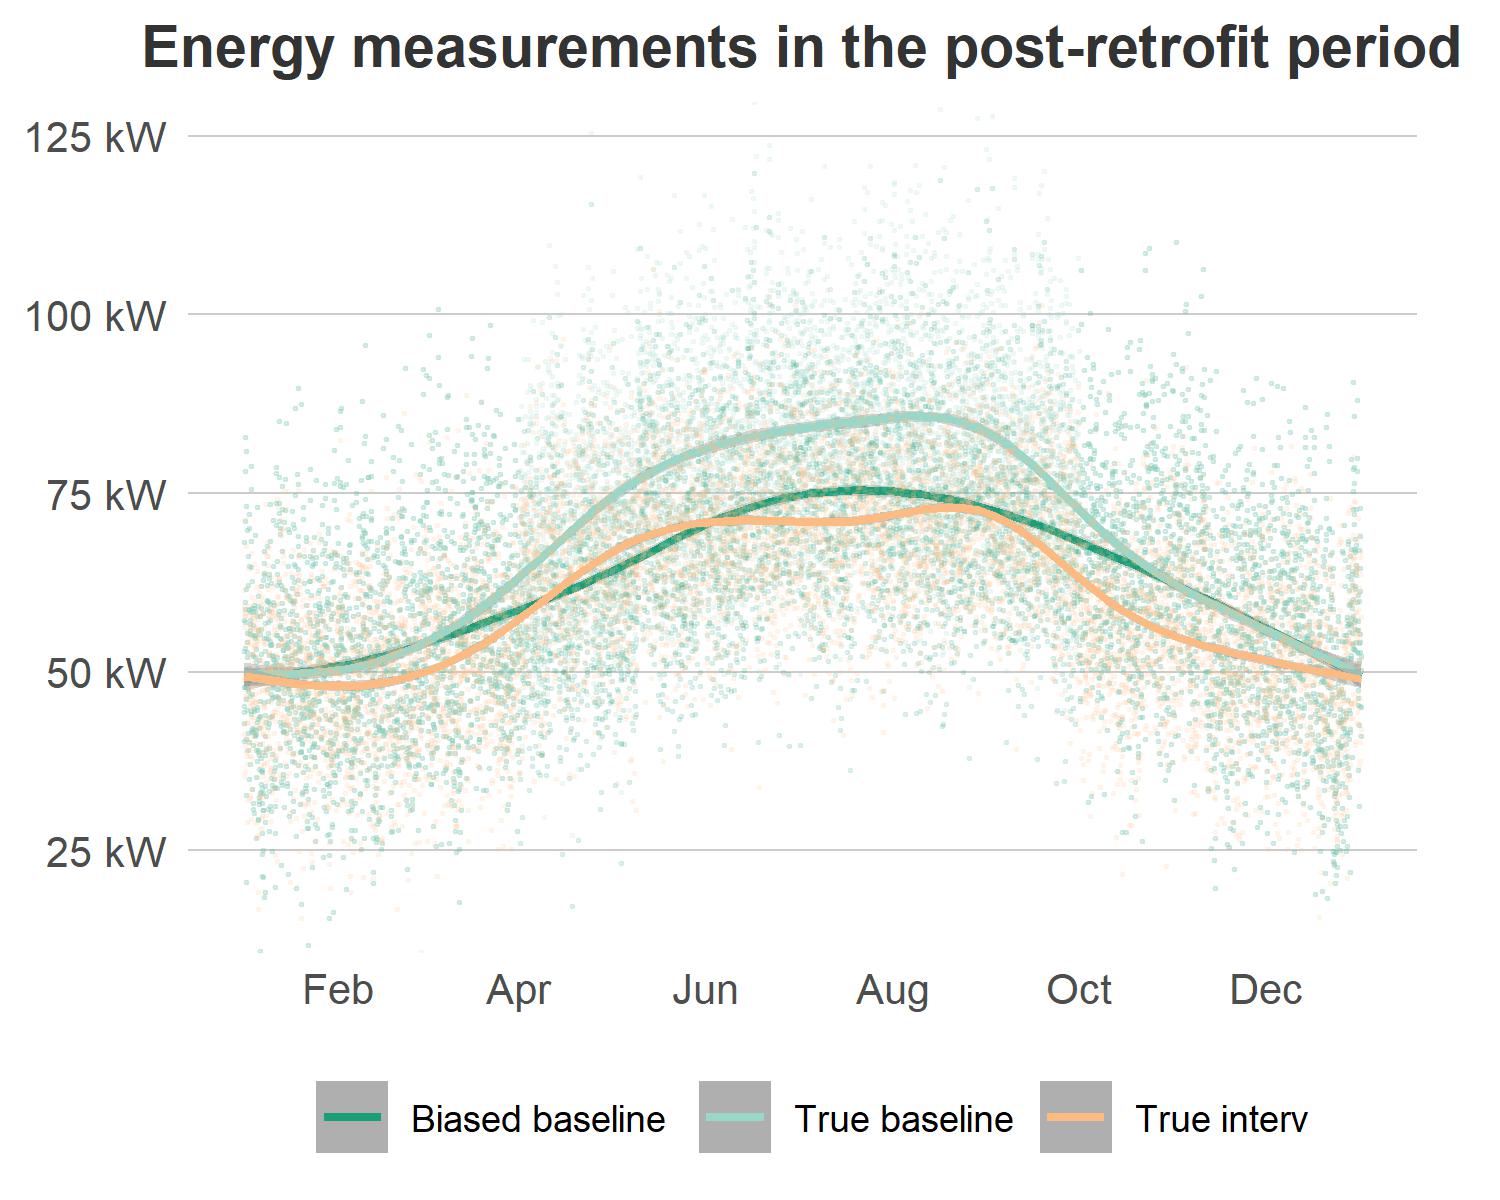 Energy measurements in the post-retrofit period
125 kW
100 kW
75 kW
50 kW
25 kW
Feb Apr Jun Aug Oct Dec
Biased baseline True baseline True interv